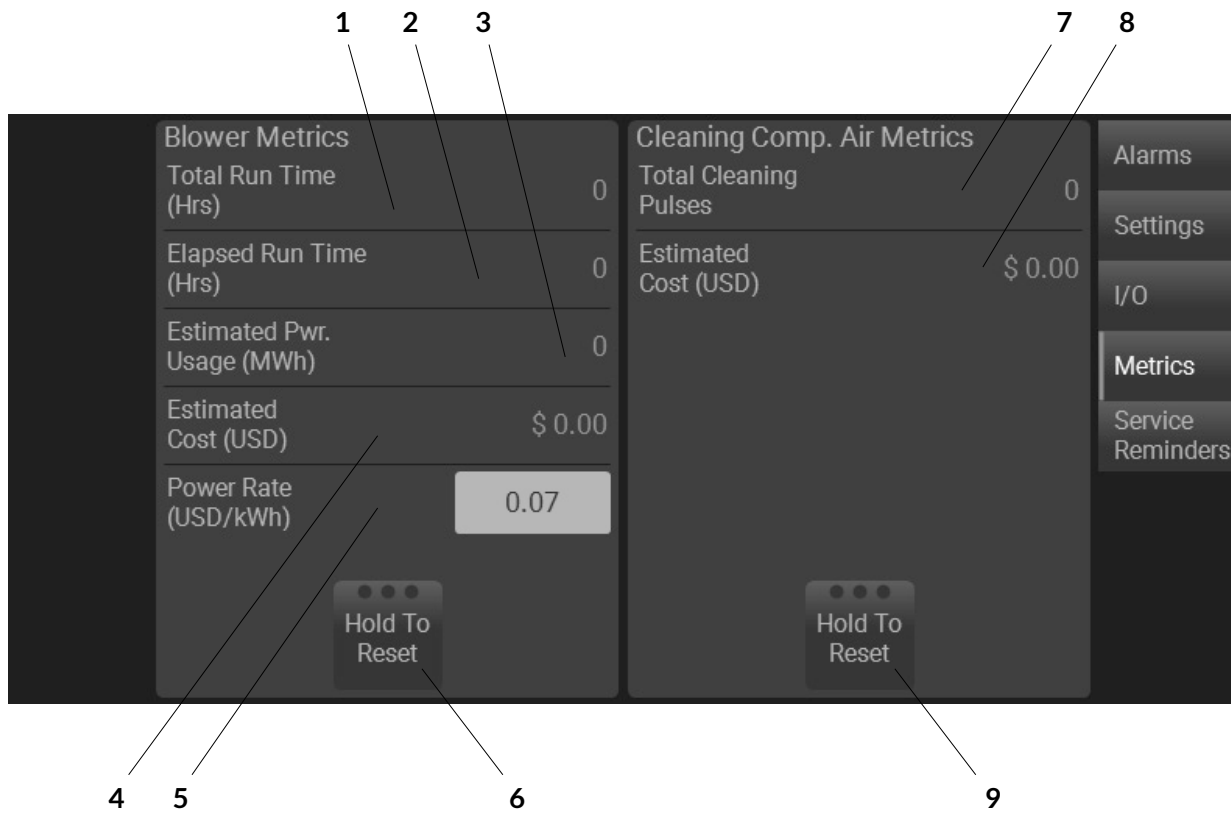 1 2 3 7 8
Blower Metrics
Total Run Time
(Hrs)
0
Elapsed Run Time
(Hrs)
0
Estimated Pwr.
Usage (MWh)
0
Estimated
Cost (USD)
$ 0.00
Power Rate
(USD/kWh)
0.07
Hold To
Reset
Cleaning Comp. Air Metrics
Total Cleaning
Pulses
0
Estimated
Cost (USD)
$ 0.00
Hold To
Reset
Alarms
Settings
I/O
Metrics
Service
Reminders
4 5 6 9